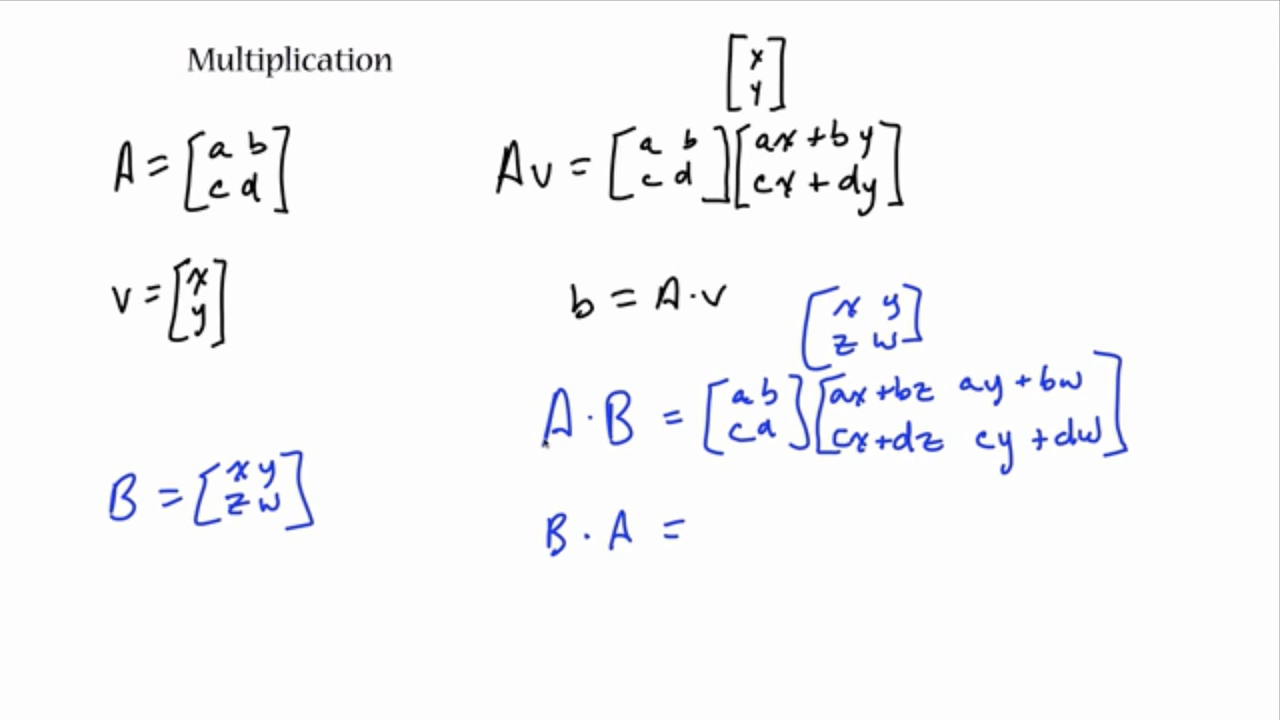 Multiplication
[x
y]
A = [a b
c d]
Av = [a b
c d] [ax + by
cx + dy]
v = [x
y]
b = A · v
[x y
z w]
A · B = [a b
c d] [ax + bz ay + bw
cx + dz cy + dw]
B = [x y
z w]
B · A =